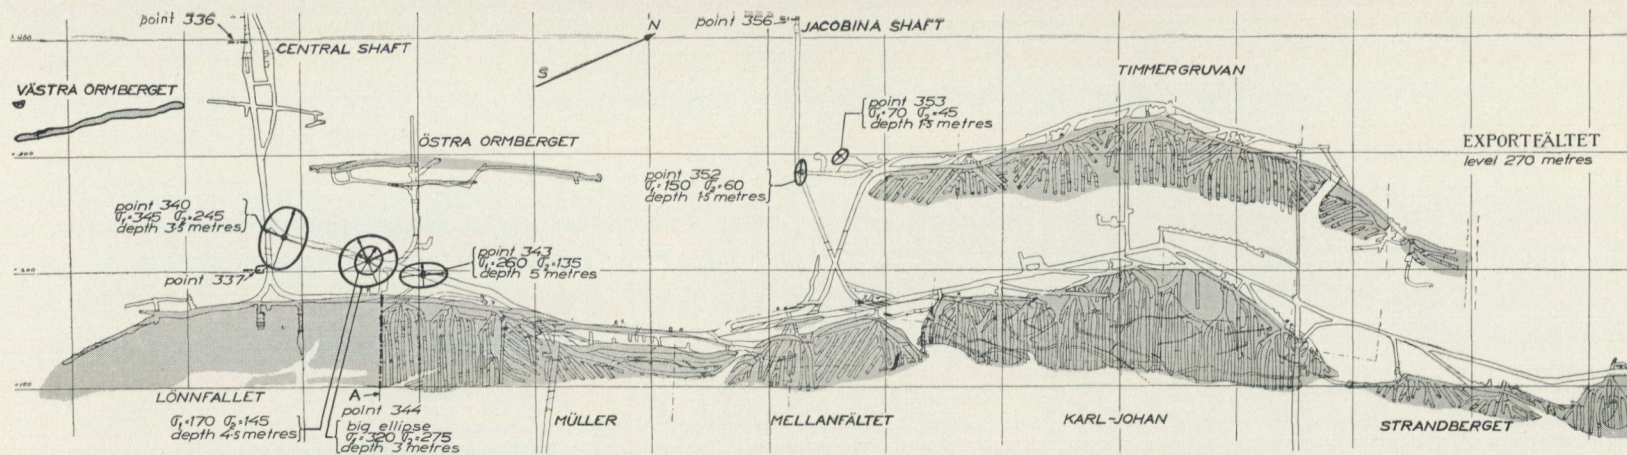 point 336
CENTRAL SHAFT
VÄSTRA ORMBERGET
ÖSTRA ORMBERGET
N
S
point 356
JACOBINA SHAFT
TIMMERGRUVAN
point 353
σ₁=70 σ₂=45
depth 1·5 metres
EXPORTFÄLTET
level 270 metres
point 352
σ₁=150 σ₂=60
depth 1·5 metres
point 340
σ₁=345 σ₂=245
depth 3·5 metres
point 337
point 343
σ₁=260 σ₂=135
depth 5 metres
LÖNNFALLET
σ₁=170 σ₂=145
depth 4·5 metres
A
point 344
big ellipse
σ₁=320 σ₂=275
depth 3 metres
MÜLLER
MELLANFÄLTET
KARL-JOHAN
STRANDBERGET